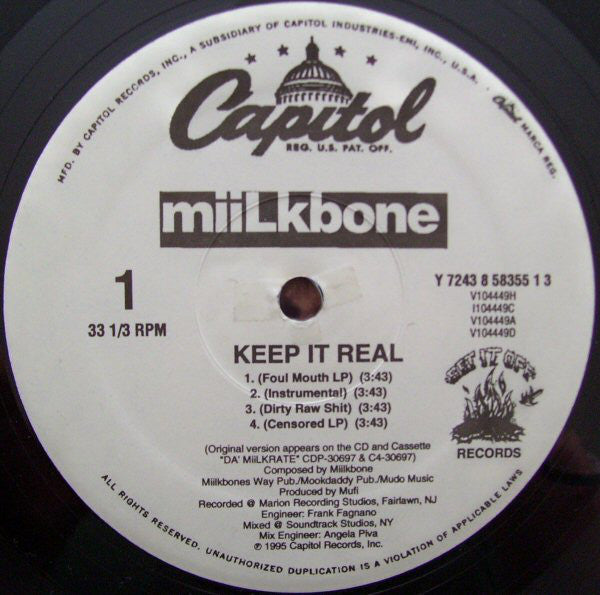 MFD. BY CAPITOL RECORDS, INC., A SUBSIDIARY OF CAPITOL INDUSTRIES-EMI, INC., U.S.A. · Capitol MARCA REG.
Capitol
REG. U.S. PAT. OFF.
miiLkbone
1
33 1/3 RPM
Y 7243 8 58355 1 3
V104449H
I104449C
V104449A
V104449D
KEEP IT REAL
1. (Foul Mouth LP) (3:43)
2. (Instrumental) (3:43)
3. (Dirty Raw Shit) (3:43)
4. (Censored LP) (3:43)
SET IT OFF
RECORDS
(Original version appears on the CD and Cassette
"DA' MiiLKRATE" CDP-30697 & C4-30697)
Composed by Miilkbone
Miilkbones Way Pub./Mookdaddy Pub./Mudo Music
Produced by Mufi
Recorded @ Marion Recording Studios, Fairlawn, NJ
Engineer: Frank Fagnano
Mixed @ Soundtrack Studios, NY
Mix Engineer: Angela Piva
℗ 1995 Capitol Records, Inc.
ALL RIGHTS RESERVED. UNAUTHORIZED DUPLICATION IS A VIOLATION OF APPLICABLE LAWS